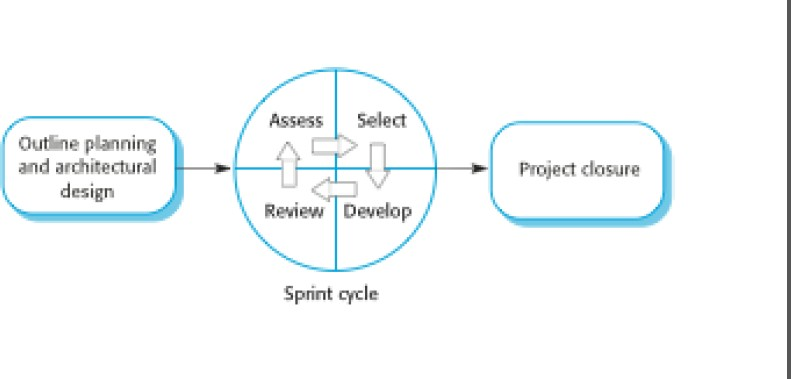 Outline planning
and architectural
design
Assess
Select
Review
Develop
Sprint cycle
Project closure